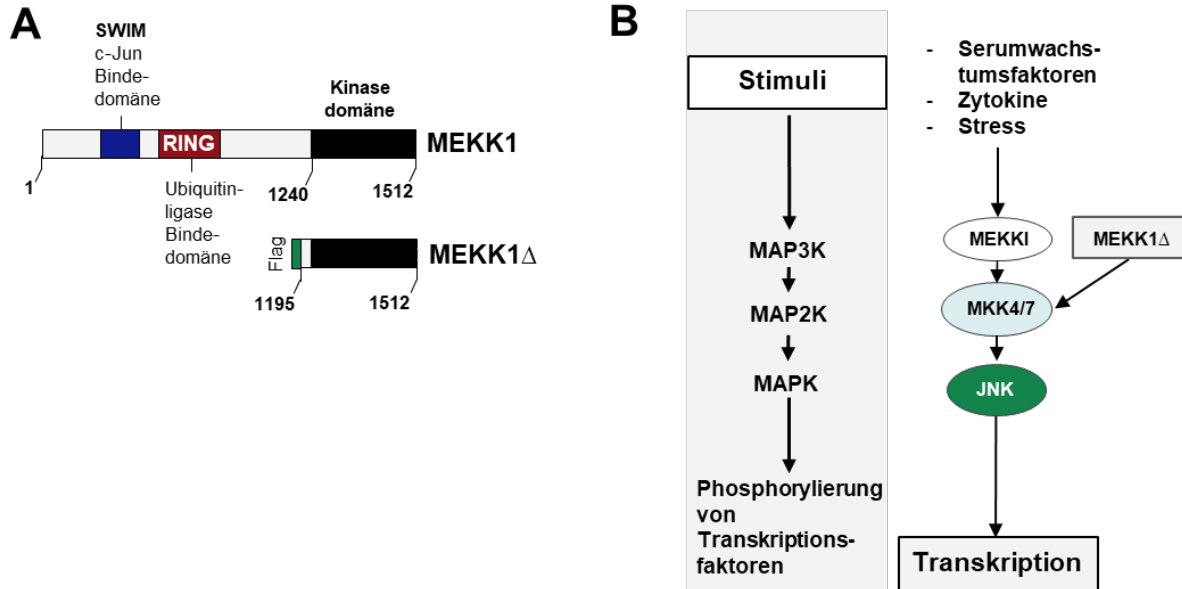 A
SWIM
c-Jun
Binde-
domäne
Kinase
domäne
RING
MEKK1
1
1240
1512
Ubiquitin-
ligase
Binde-
domäne
Flag
MEKK1Δ
1195
1512
B
Stimuli
MAP3K
MAP2K
MAPK
Phosphorylierung
von
Transkriptions-
faktoren
- Serumwachs-
tumsfaktoren
- Zytokine
- Stress
MEKKI
MEKK1Δ
MKK4/7
JNK
Transkription